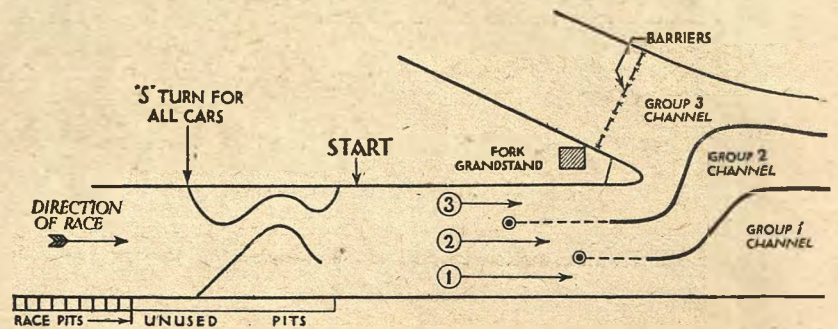 BARRIERS
"S" TURN FOR
ALL CARS
GROUP 3
CHANNEL
START
FORK
GRANDSTAND
GROUP 2
CHANNEL
DIRECTION
OF RACE
3
2
1
GROUP 1
CHANNEL
RACE PITS
UNUSED PITS